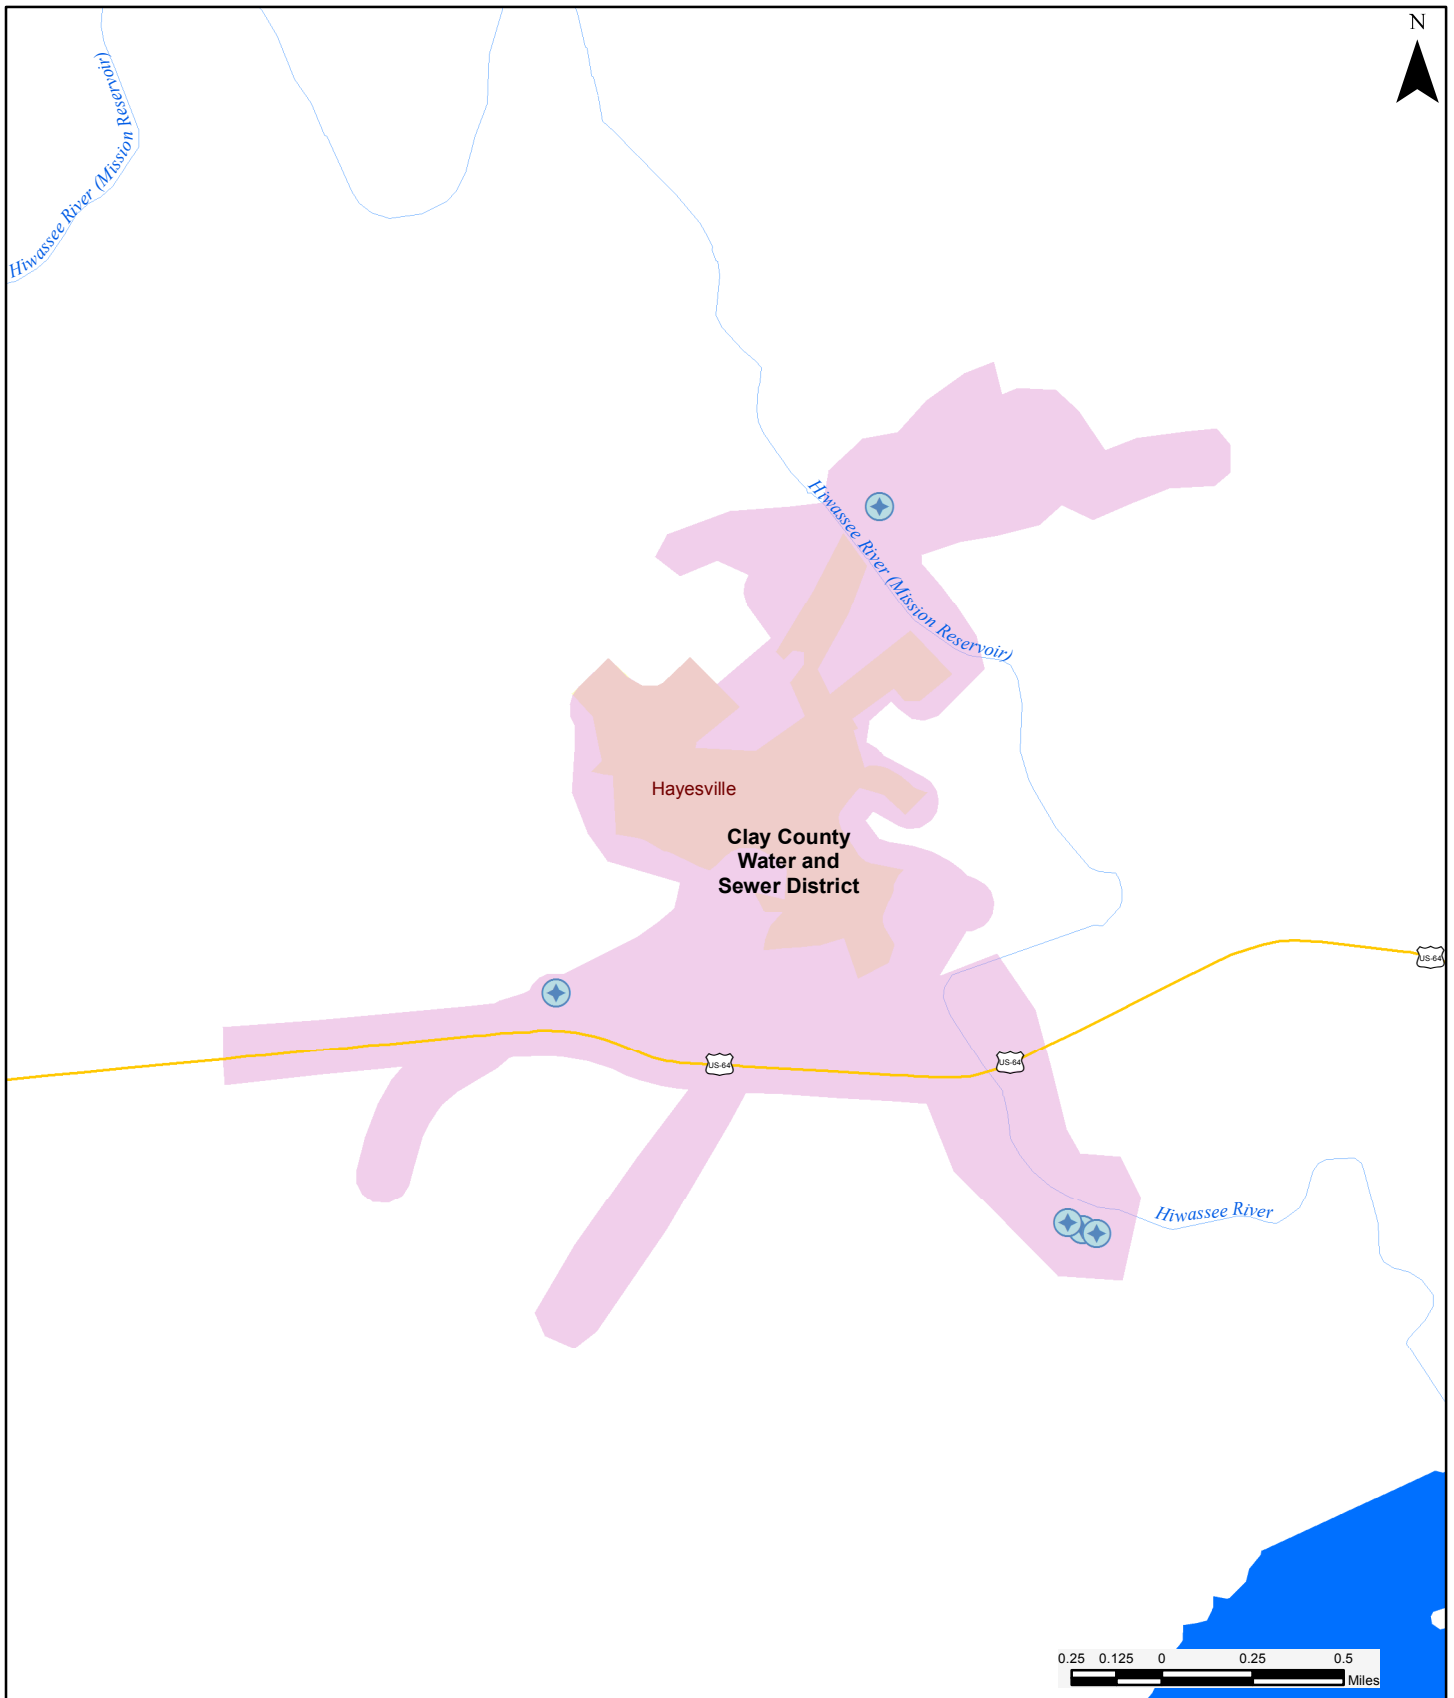 N
Hiwassee River (Mission Reservoir)
Hiwassee River (Mission Reservoir)
Hayesville
Clay County
Water and
Sewer District
US-64
US-64
US-64
Hiwassee River
0.25 0.125 0 0.25 0.5
Miles